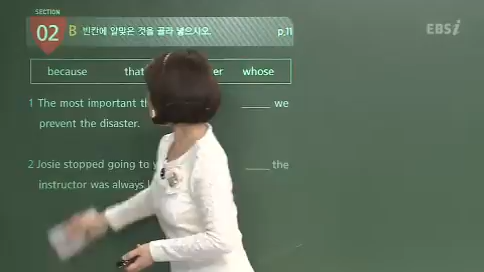 SECTION
02 B 빈칸에 알맞은 것을 골라 넣으시오. p.11
EBSi
because that er whose
1 The most important th ____ we
prevent the disaster.
2 Josie stopped going to y ____ the
instructor was always l